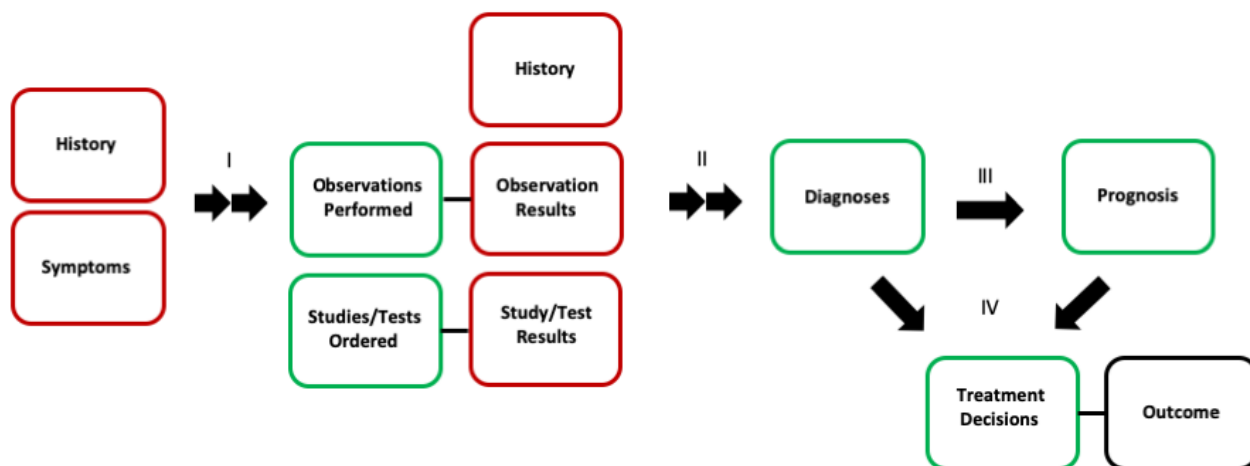 History
Symptoms
I
Observations
Performed
Studies/Tests
Ordered
History
Observation
Results
Study/Test
Results
II
Diagnoses
III
Prognosis
IV
Treatment
Decisions
Outcome